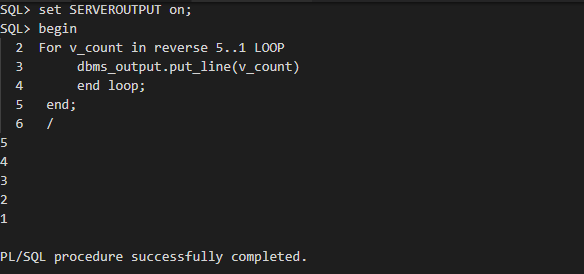 SQL> set SERVEROUTPUT on;
SQL> begin
2 For v_count in reverse 5..1 LOOP
3 dbms_output.put_line(v_count)
4 end loop;
5 end;
6 /
5
4
3
2
1
PL/SQL procedure successfully completed.